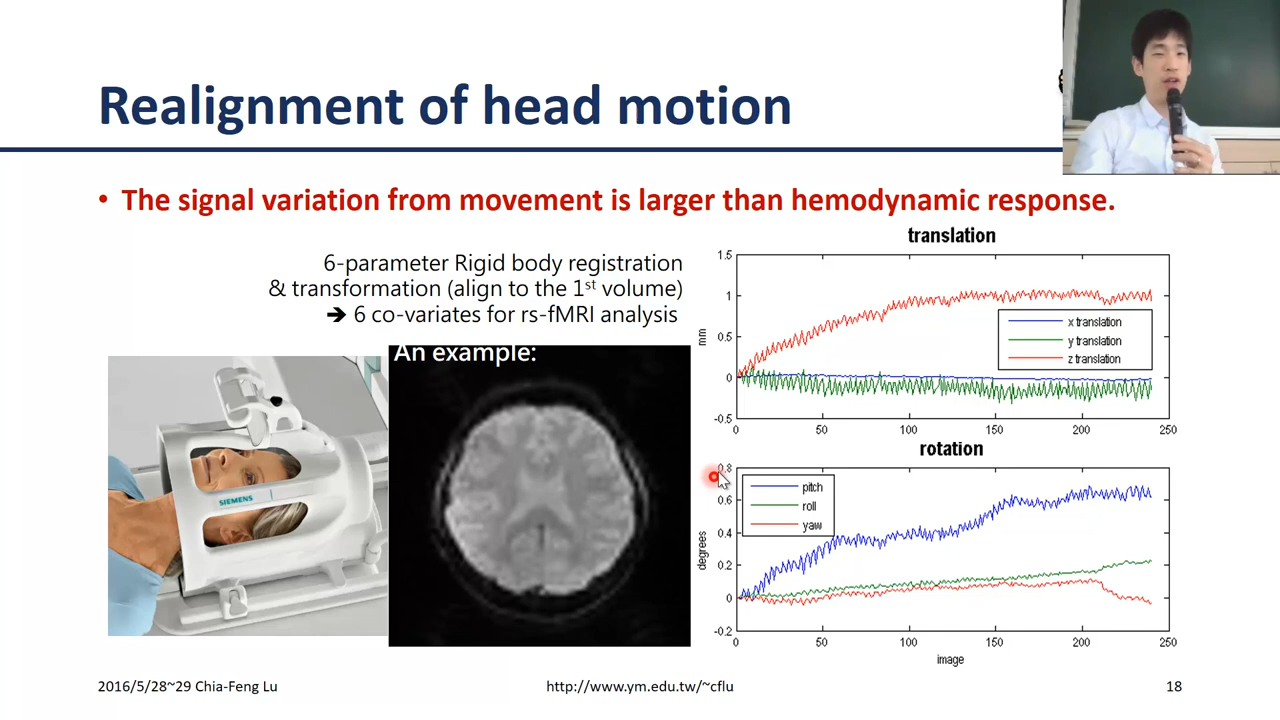 Realignment of head motion
• The signal variation from movement is larger than hemodynamic response.
6-parameter Rigid body registration
& transformation (align to the 1st volume)
➔ 6 co-variates for rs-fMRI analysis
SIEMENS
An example:
translation
1.5
1
0.5
0
-0.5
mm
x translation
y translation
z translation
0 50 100 150 200 250
rotation
0.8
0.6
0.4
0.2
0
-0.2
degrees
pitch
roll
yaw
0 50 100 150 200 250
image
2016/5/28~29 Chia-Feng Lu
http://www.ym.edu.tw/~cflu
18